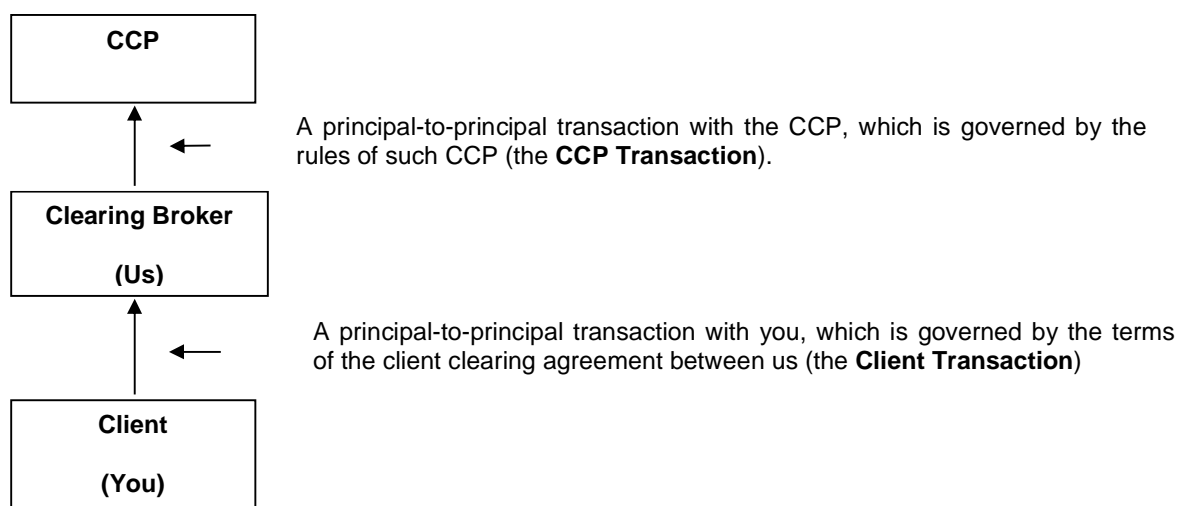 CCP
A principal-to-principal transaction with the CCP, which is governed by the
rules of such CCP (the CCP Transaction).
Clearing Broker
(Us)
A principal-to-principal transaction with you, which is governed by the terms
of the client clearing agreement between us (the Client Transaction)
Client
(You)